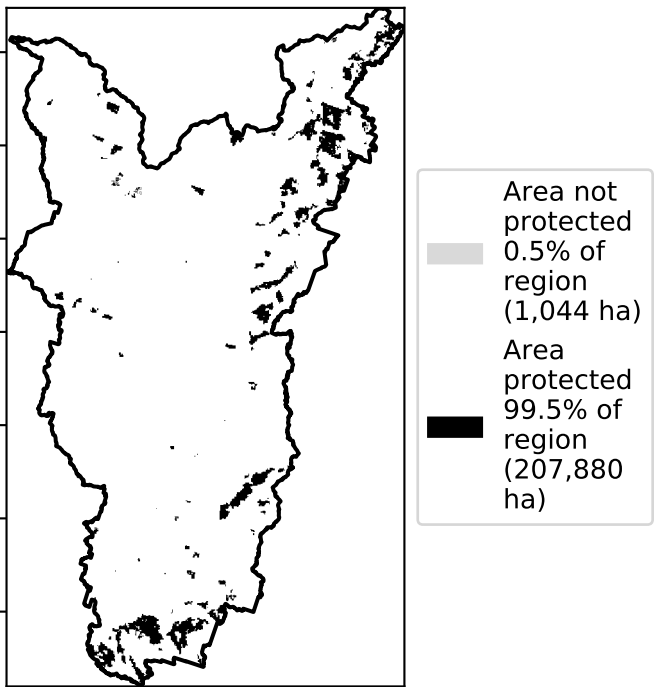 Area not
protected
0.5% of
region
(1,044 ha)
Area
protected
99.5% of
region
(207,880
ha)